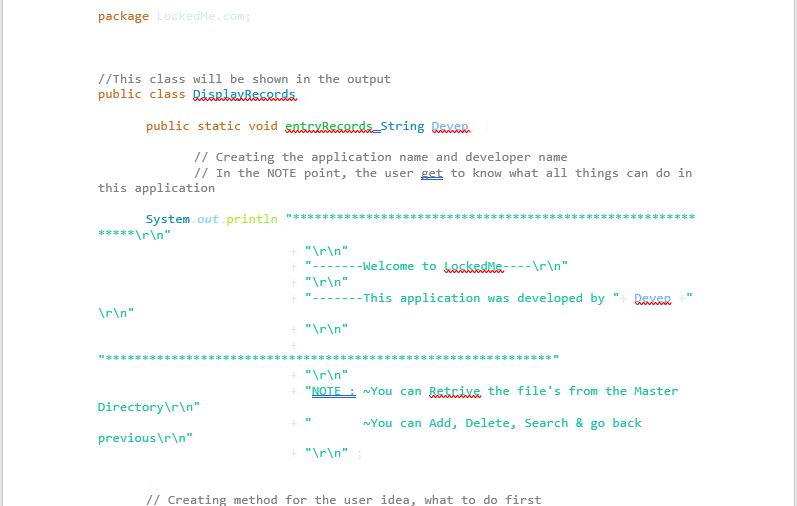 package LockedMe.com;
//This class will be shown in the output
public class DisplayRecords
public static void entryRecords String Deven
// Creating the application name and developer name
// In the NOTE point, the user get to know what all things can do in
this application
System.out.println "*******************************************************
*****\r\n"
+ "\r\n"
+ "-------Welcome to LockedMe----\r\n"
+ "\r\n"
+ "-------This application was developed by "+ Deven +"
\r\n"
+ "\r\n"
+
"*************************************************************"
+ "\r\n"
+ "NOTE : ~You can Retrive the file's from the Master
Directory\r\n"
+ "       ~You can Add, Delete, Search & go back
previous\r\n"
+ "\r\n" ;
// Creating method for the user idea, what to do first